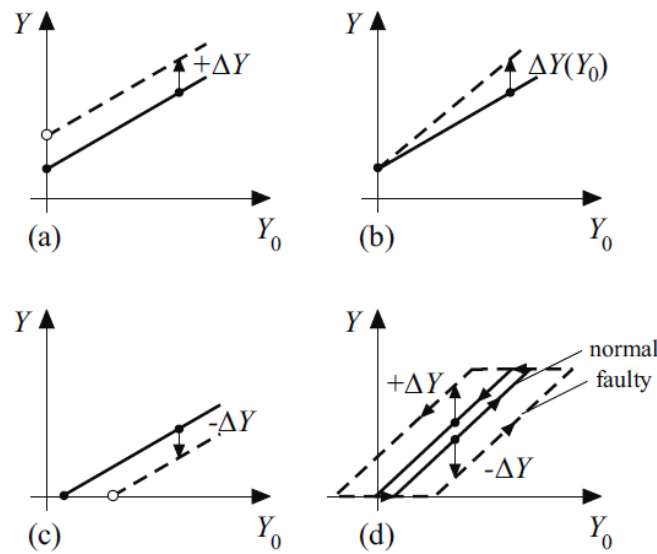 Y
+ΔY
(a)
Y₀
Y
ΔY(Y₀)
(b)
Y₀
Y
-ΔY
(c)
Y₀
Y
normal
faulty
+ΔY
-ΔY
(d)
Y₀